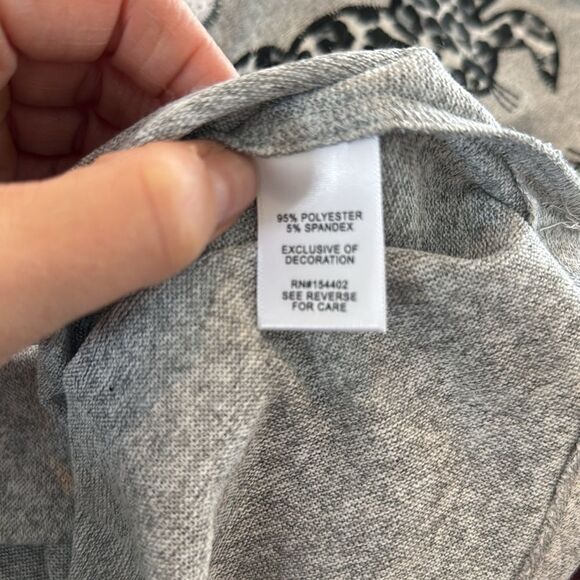 95% POLYESTER
5% SPANDEX
EXCLUSIVE OF
DECORATION
RN#154402
SEE REVERSE
FOR CARE